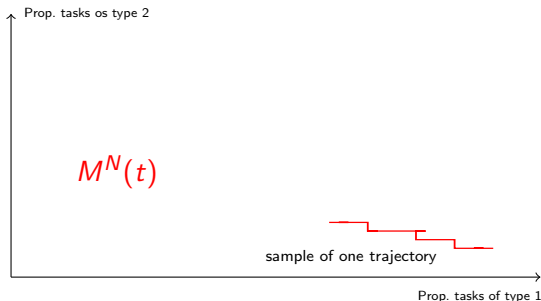 Prop. tasks os type 2
M^N(t)
sample of one trajectory
Prop. tasks of type 1